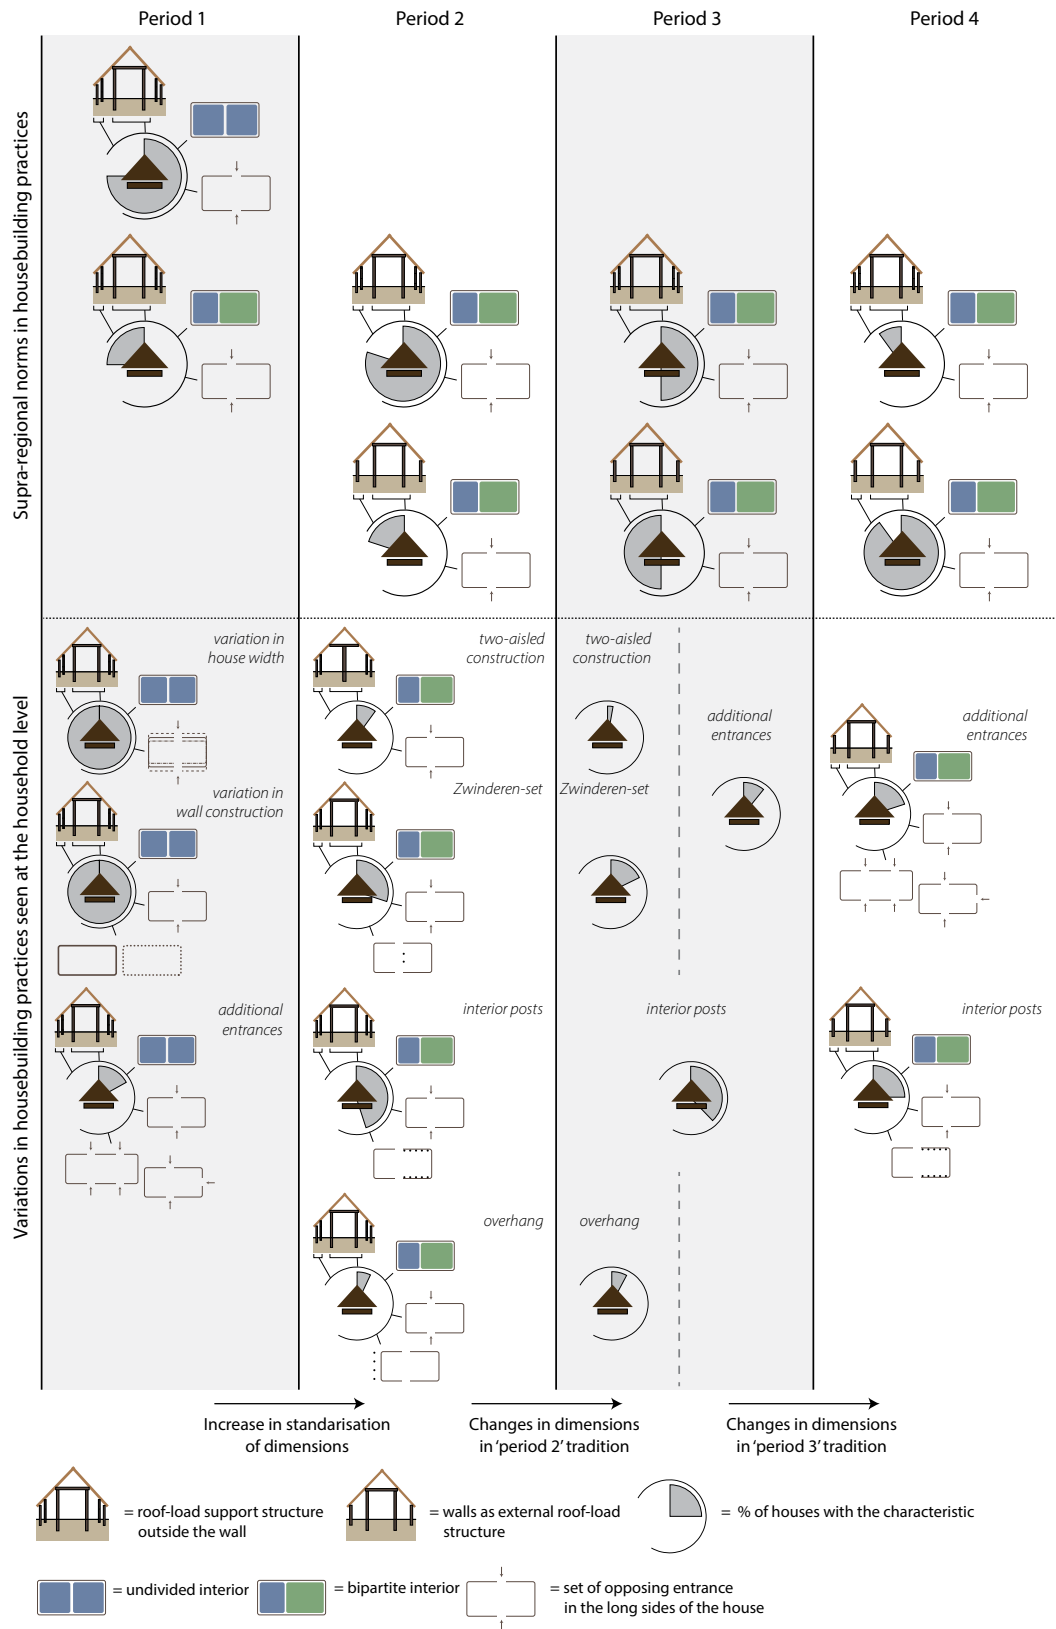 Period 1
Period 2
Period 3
Period 4
Supra-regional norms in housebuilding practices
Variations in housebuilding practices seen at the household level
variation in
house width
two-aisled
construction
two-aisled
construction
additional
entrances
additional
entrances
variation in
wall construction
Zwinderen-set
Zwinderen-set
additional
entrances
interior posts
interior posts
interior posts
overhang
overhang
Increase in standarisation
of dimensions
Changes in dimensions
in 'period 2' tradition
Changes in dimensions
in 'period 3' tradition
= roof-load support structure
outside the wall
= walls as external roof-load
structure
= % of houses with the characteristic
= undivided interior
= bipartite interior
= set of opposing entrance
in the long sides of the house